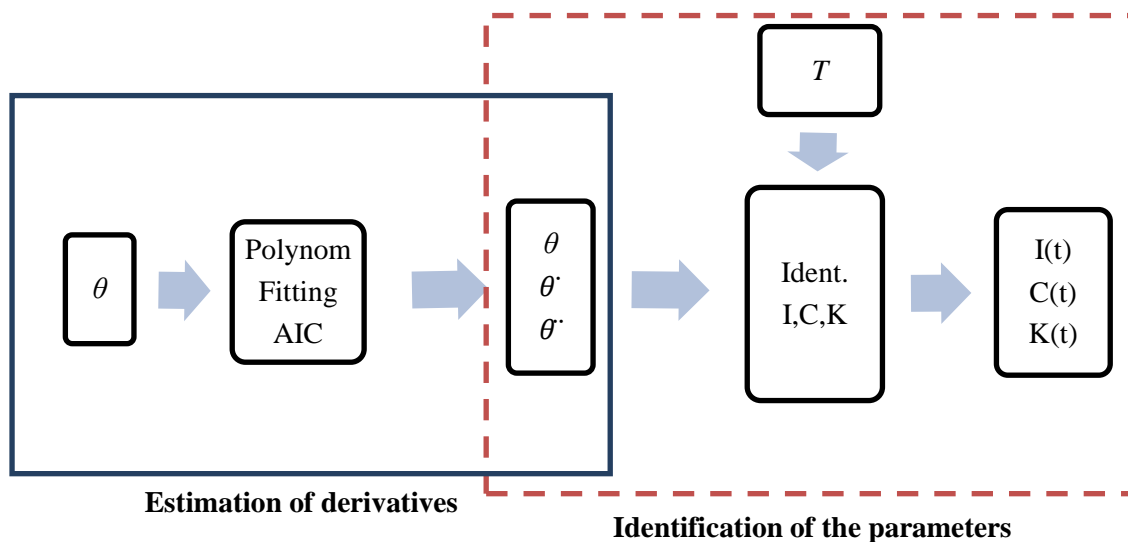 T
θ
Polynom
Fitting
AIC
θ
θ˙
θ¨
Ident.
I,C,K
I(t)
C(t)
K(t)
Estimation of derivatives
Identification of the parameters